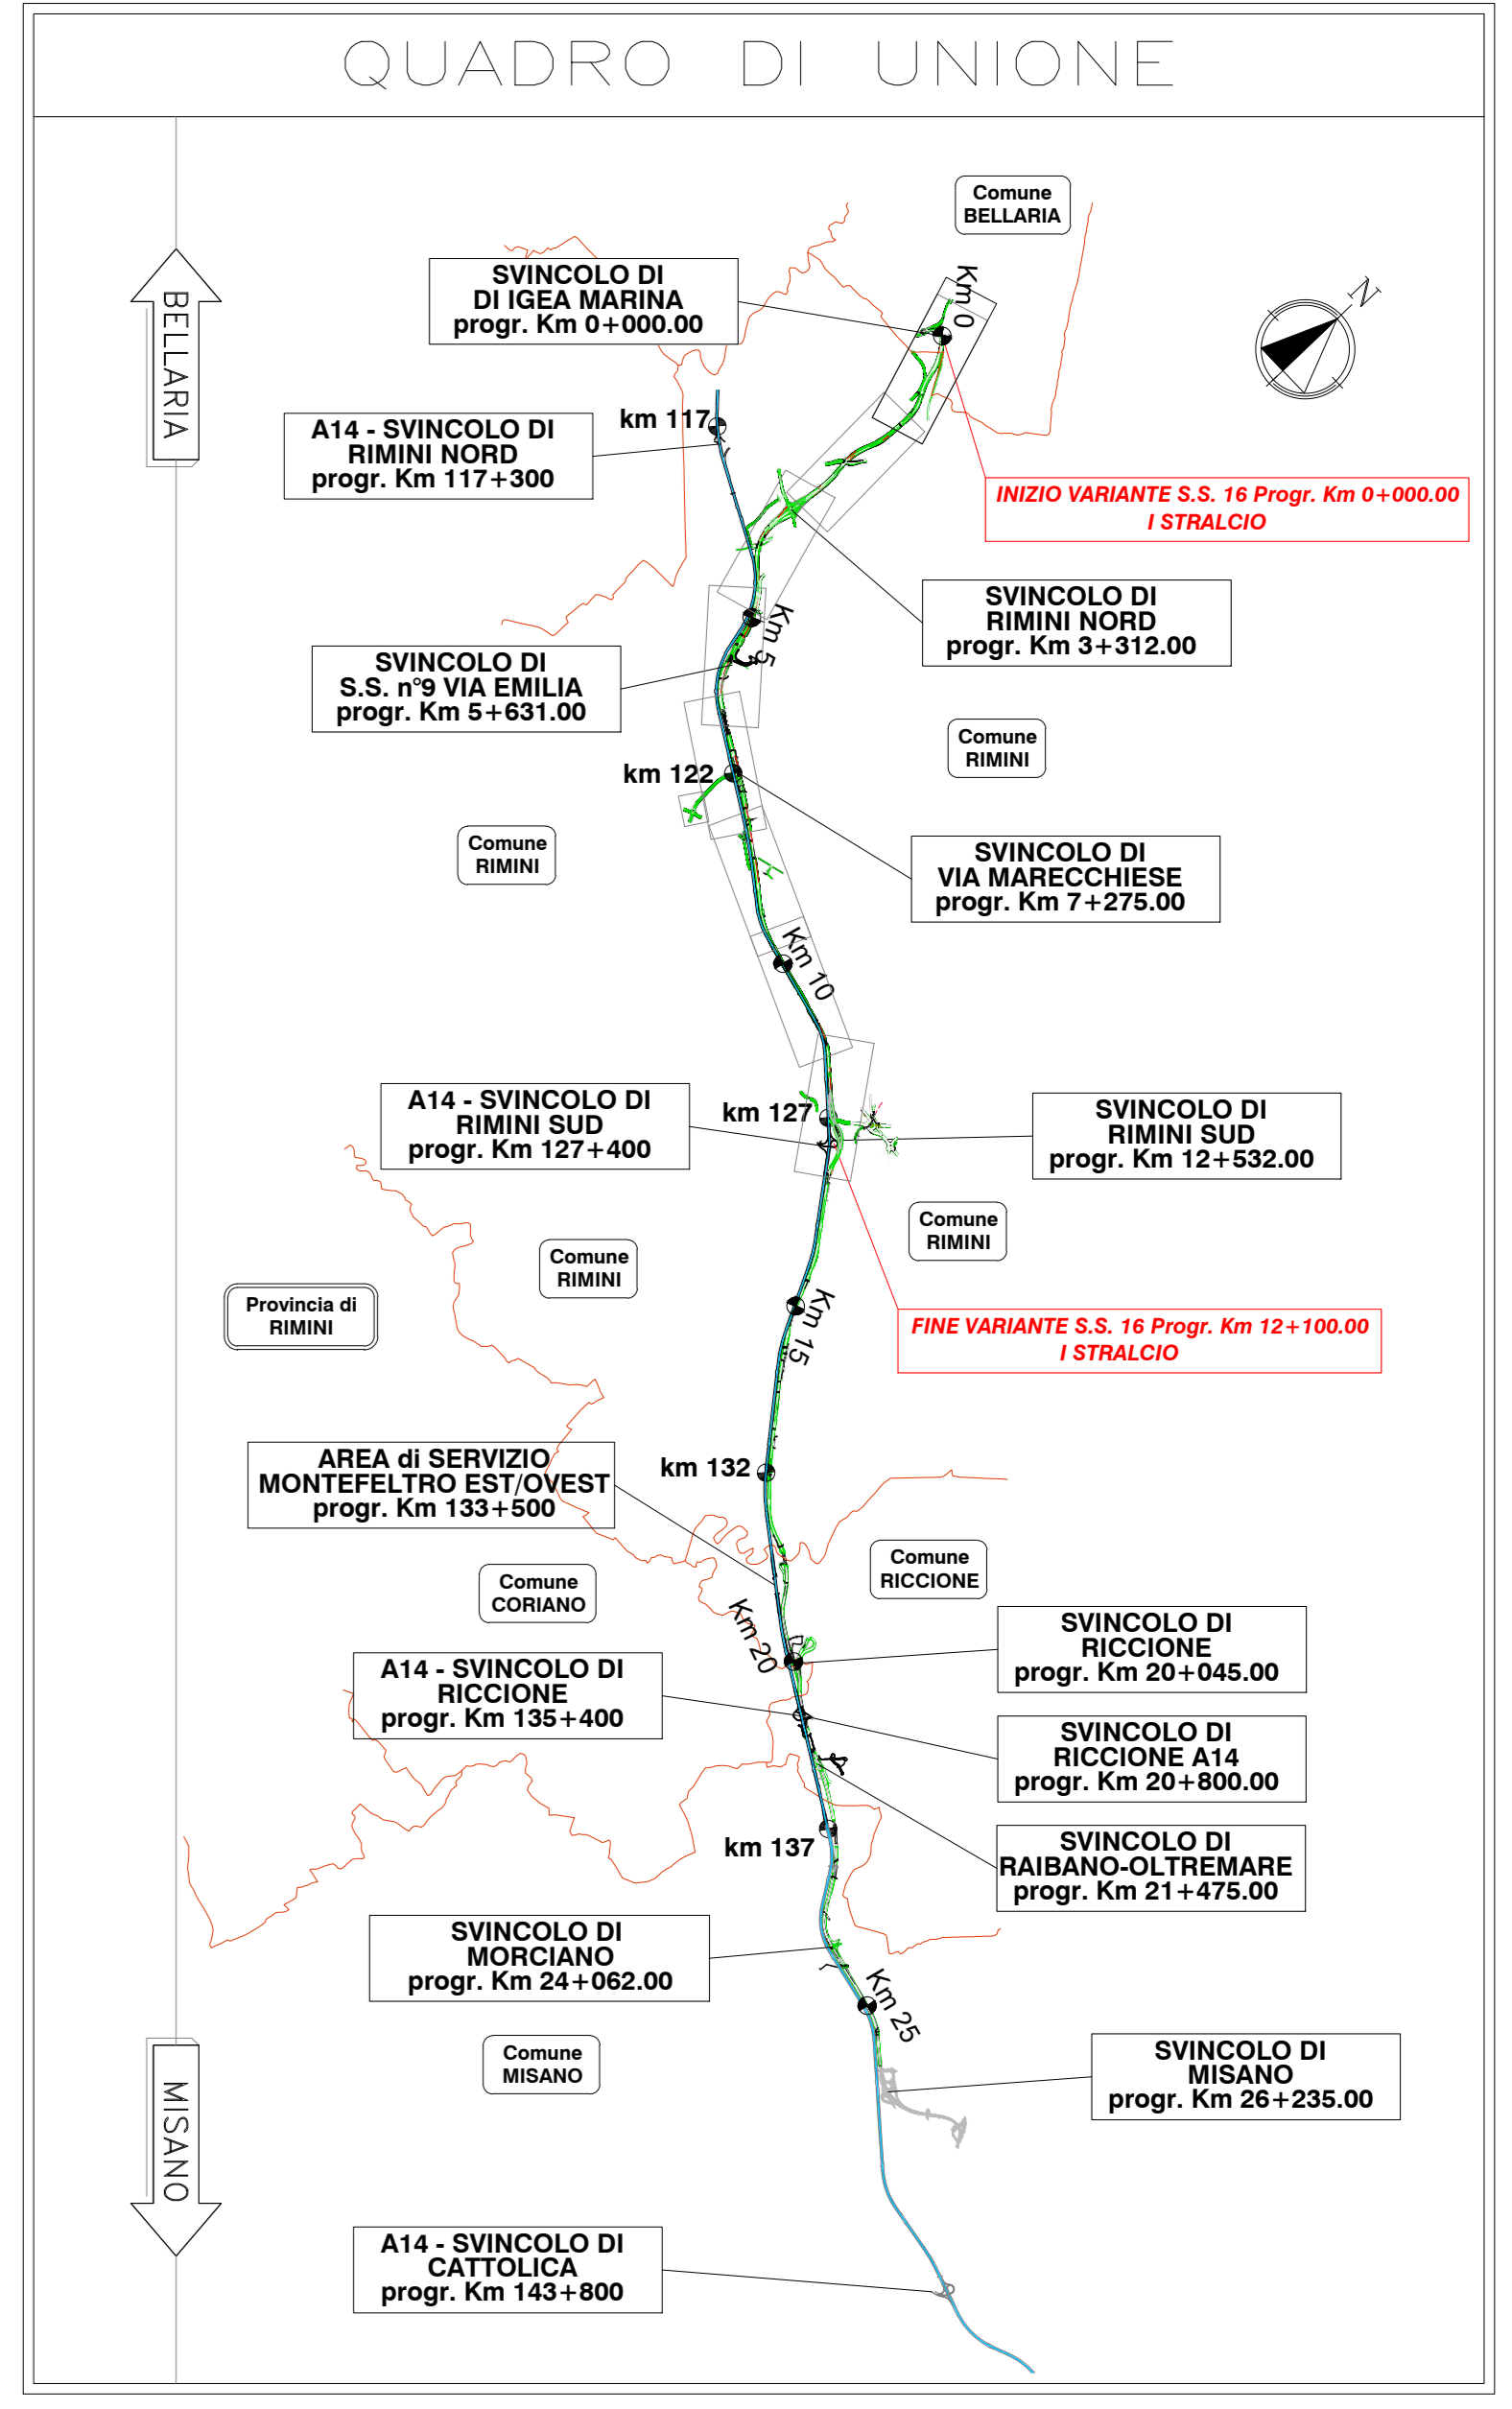 QUADRO DI UNIONE
Comune
BELLARIA
BELLARIA
SVINCOLO DI
DI IGEA MARINA
progr. Km 0+000.00
Km 0
N
A14 - SVINCOLO DI
RIMINI NORD
progr. Km 117+300
km 117
INIZIO VARIANTE S.S. 16 Progr. Km 0+000.00
I STRALCIO
SVINCOLO DI
RIMINI NORD
progr. Km 3+312.00
Km 5
SVINCOLO DI
S.S. n°9 VIA EMILIA
progr. Km 5+631.00
Comune
RIMINI
km 122
Comune
RIMINI
SVINCOLO DI
VIA MARECCHIESE
progr. Km 7+275.00
Km 10
A14 - SVINCOLO DI
RIMINI SUD
progr. Km 127+400
km 127
SVINCOLO DI
RIMINI SUD
progr. Km 12+532.00
Comune
RIMINI
Comune
RIMINI
Provincia di
RIMINI
Km 15
FINE VARIANTE S.S. 16 Progr. Km 12+100.00
I STRALCIO
AREA di SERVIZIO
MONTEFELTRO EST/OVEST
progr. Km 133+500
km 132
Comune
RICCIONE
Comune
CORIANO
Km 20
SVINCOLO DI
RICCIONE
progr. Km 20+045.00
A14 - SVINCOLO DI
RICCIONE
progr. Km 135+400
SVINCOLO DI
RICCIONE A14
progr. Km 20+800.00
km 137
SVINCOLO DI
RAIBANO-OLTREMARE
progr. Km 21+475.00
SVINCOLO DI
MORCIANO
progr. Km 24+062.00
Km 25
Comune
MISANO
MISANO
SVINCOLO DI
MISANO
progr. Km 26+235.00
A14 - SVINCOLO DI
CATTOLICA
progr. Km 143+800